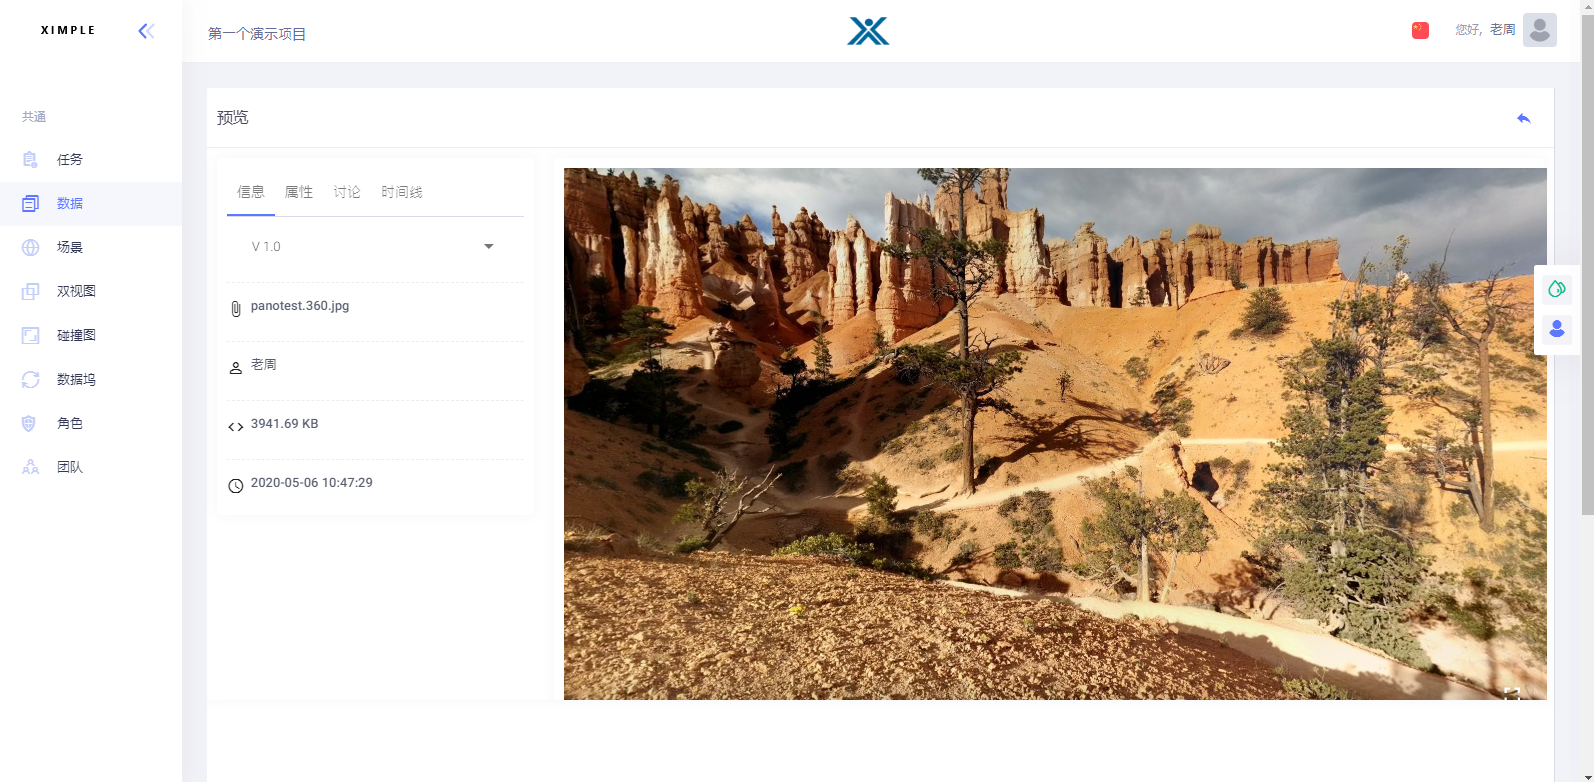 XIMPLE
第一个演示项目
您好, 老周
共通
任务
数据
场景
双视图
碰撞图
数据坞
角色
团队
预览
信息 属性 讨论 时间线
V 1.0
panotest.360.jpg
老周
3941.69 KB
2020-05-06 10:47:29